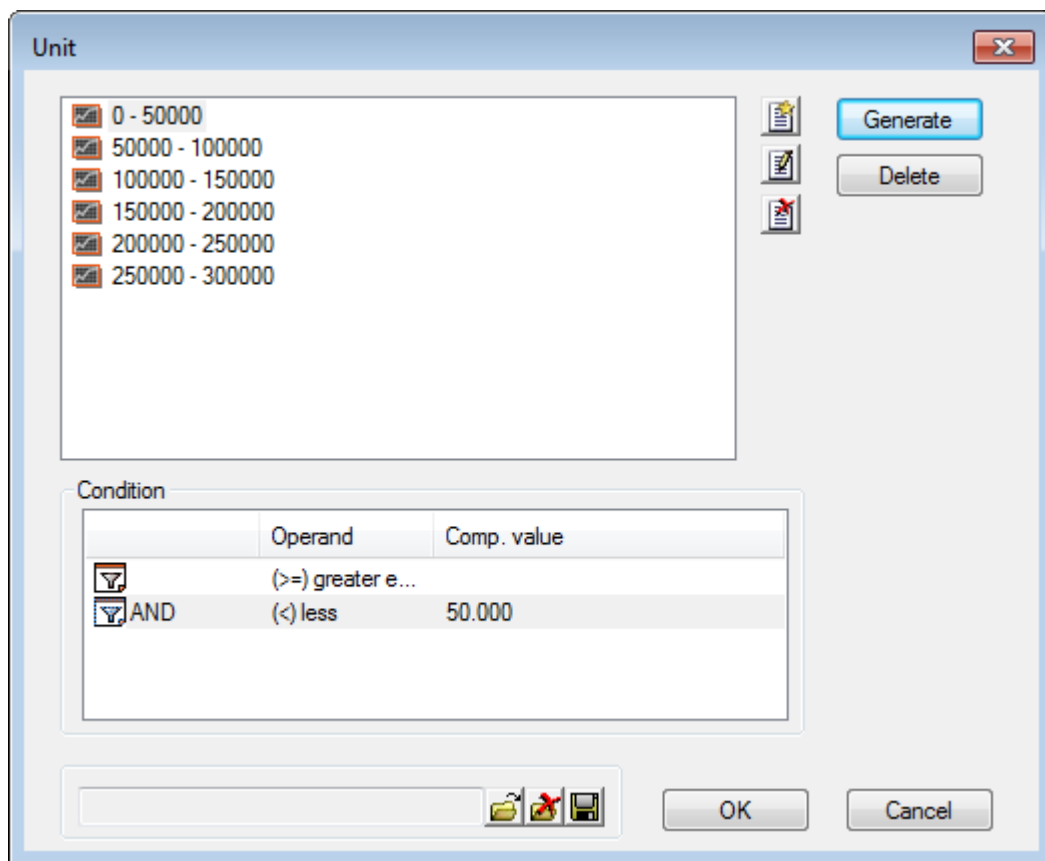 Unit
0 - 50000
50000 - 100000
100000 - 150000
150000 - 200000
200000 - 250000
250000 - 300000
Generate
Delete
Condition
Operand Comp. value
(>=) greater e...
AND (<) less 50.000
OK Cancel